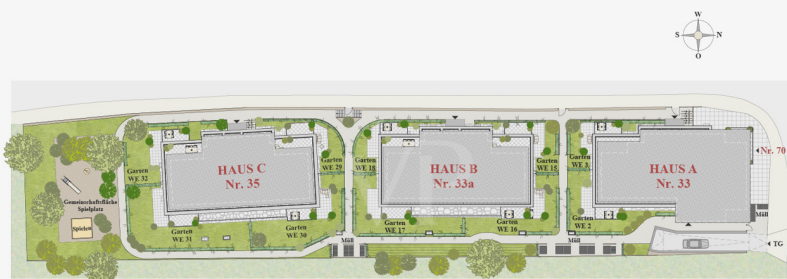 W
S
N
O
HAUS C
Nr. 35
HAUS B
Nr. 33a
HAUS A
Nr. 33
Nr. 70
Garten
WE 32
Garten
WE 29
Garten
WE 18
Garten
WE 15
Garten
WE 3
Gemeinschaftsfläche
Spielplatz
Spielen
Garten
WE 31
Garten
WE 30
Garten
WE 17
Garten
WE 16
Garten
WE 2
Müll
Müll
Müll
TG